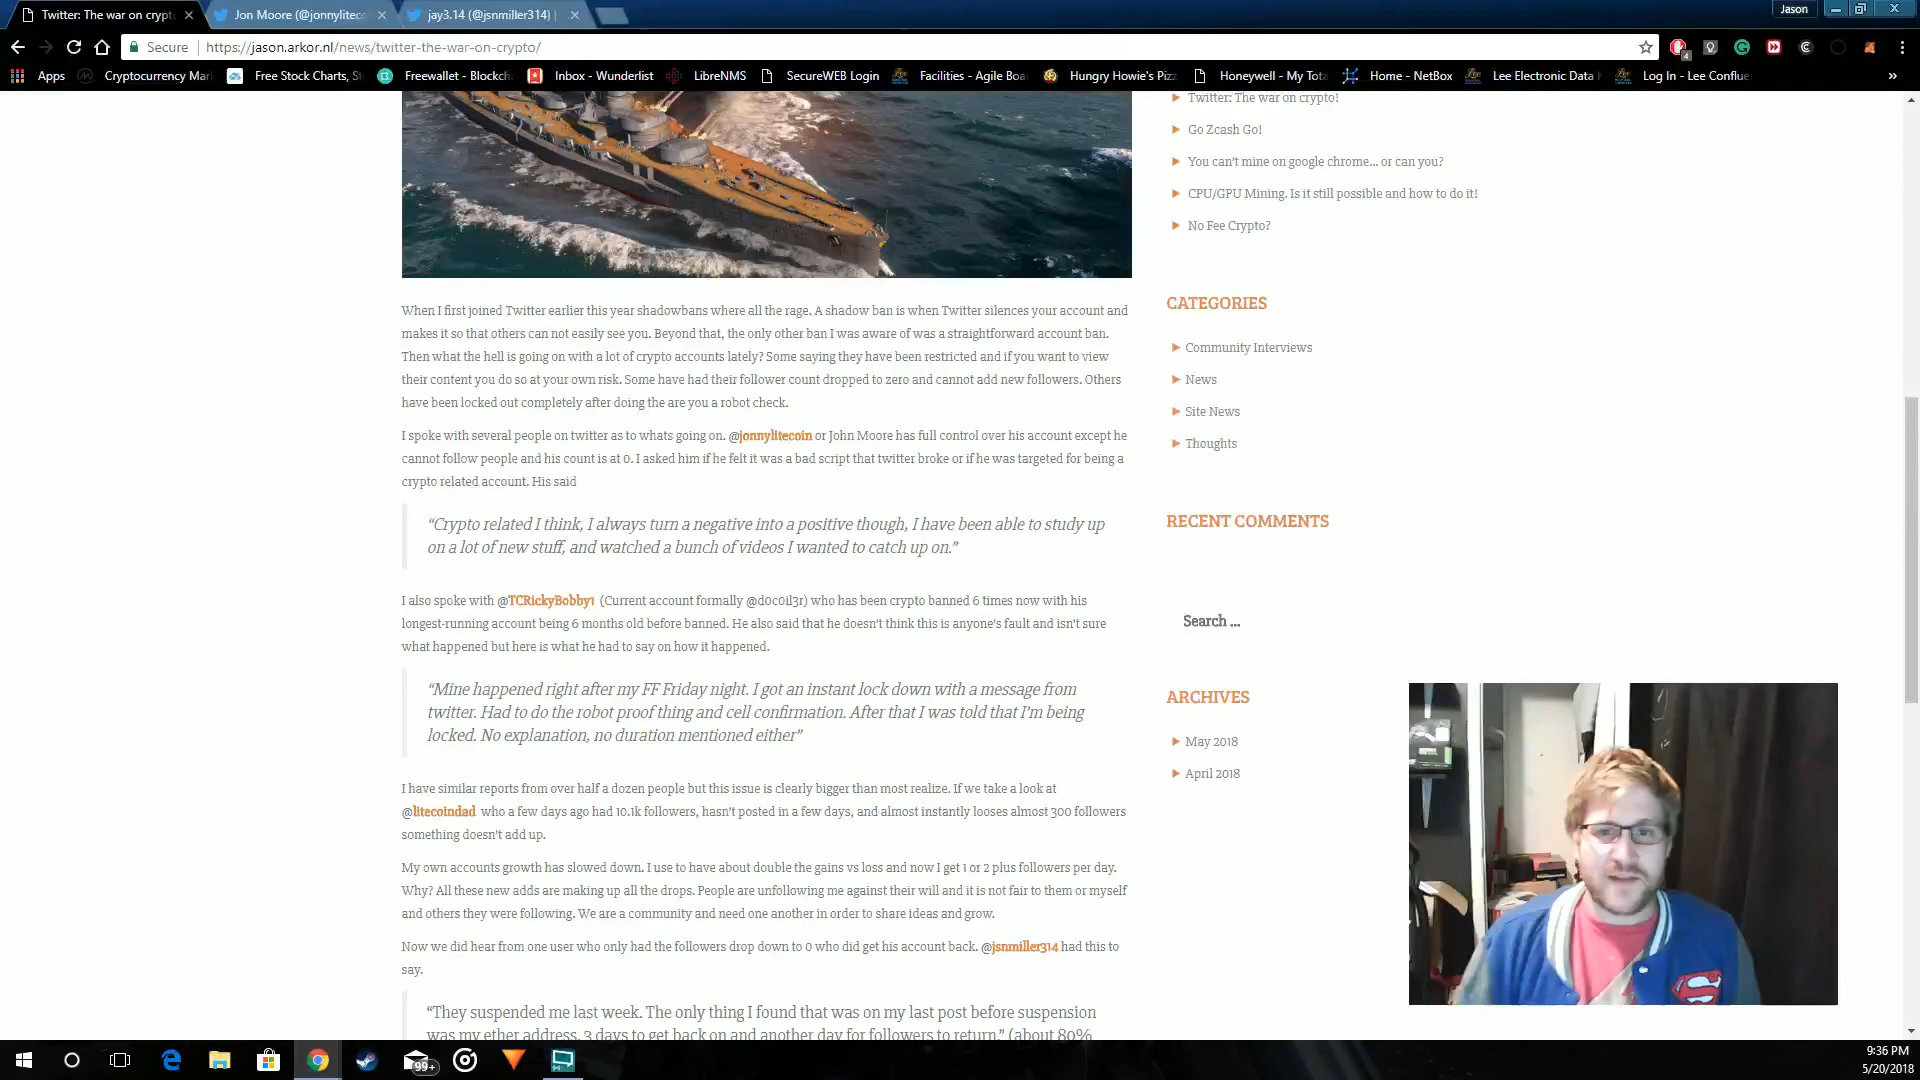 Twitter: The war on crypt
Jon Moore (@jonnyliteco
jay3.14 (@jsnmiller314) |
Jason
Secure
https://jason.arkor.nl/news/twitter-the-war-on-crypto/
4
Apps
Cryptocurrency Mar
Free Stock Charts, S
Freewallet - Blockch
Inbox - Wunderlist
LibreNMS
SecureWEB Login
Facilities - Agile Boa
Hungry Howie's Pizz
Honeywell - My Tota
Home - NetBox
Lee Electronic Data
Log In - Lee Conflue
»
Twitter: The war on crypto!
Go Zcash Go!
You can't mine on google chrome… or can you?
CPU/GPU Mining. Is it still possible and how to do it!
No Fee Crypto?
CATEGORIES
Community Interviews
News
Site News
Thoughts
RECENT COMMENTS
Search …
ARCHIVES
May 2018
April 2018
When I first joined Twitter earlier this year shadowbans where all the rage. A shadow ban is when Twitter silences your account and
makes it so that others can not easily see you. Beyond that, the only other ban I was aware of was a straightforward account ban.
Then what the hell is going on with a lot of crypto accounts lately? Some saying they have been restricted and if you want to view
their content you do so at your own risk. Some have had their follower count dropped to zero and cannot add new followers. Others
have been locked out completely after doing the are you a robot check.
I spoke with several people on twitter as to whats going on. @jonnylitecoin or John Moore has full control over his account except he
cannot follow people and his count is at 0. I asked him if he felt it was a bad script that twitter broke or if he was targeted for being a
crypto related account. His said
“Crypto related I think, I always turn a negative into a positive though, I have been able to study up
on a lot of new stuff, and watched a bunch of videos I wanted to catch up on.”
I also spoke with @TCRickyBobby1 (Current account formally @d0c0il3r) who has been crypto banned 6 times now with his
longest-running account being 6 months old before banned. He also said that he doesn't think this is anyone's fault and isn't sure
what happened but here is what he had to say on how it happened.
“Mine happened right after my FF Friday night. I got an instant lock down with a message from
twitter. Had to do the robot proof thing and cell confirmation. After that I was told that I'm being
locked. No explanation, no duration mentioned either”
I have similar reports from over half a dozen people but this issue is clearly bigger than most realize. If we take a look at
@litecoindad who a few days ago had 10.1k followers, hasn't posted in a few days, and almost instantly looses almost 300 followers
something doesn't add up.
My own accounts growth has slowed down. I use to have about double the gains vs loss and now I get 1 or 2 plus followers per day.
Why? All these new adds are making up all the drops. People are unfollowing me against their will and it is not fair to them or myself
and others they were following. We are a community and need one another in order to share ideas and grow.
Now we did hear from one user who only had the followers drop down to 0 who did get his account back. @jsnmiller314 had this to
say.
“They suspended me last week. The only thing I found that was on my last post before suspension
was my ether address. 3 days to get back on and another day for followers to return.” (about 80%
99+
9:36 PM
5/20/2018